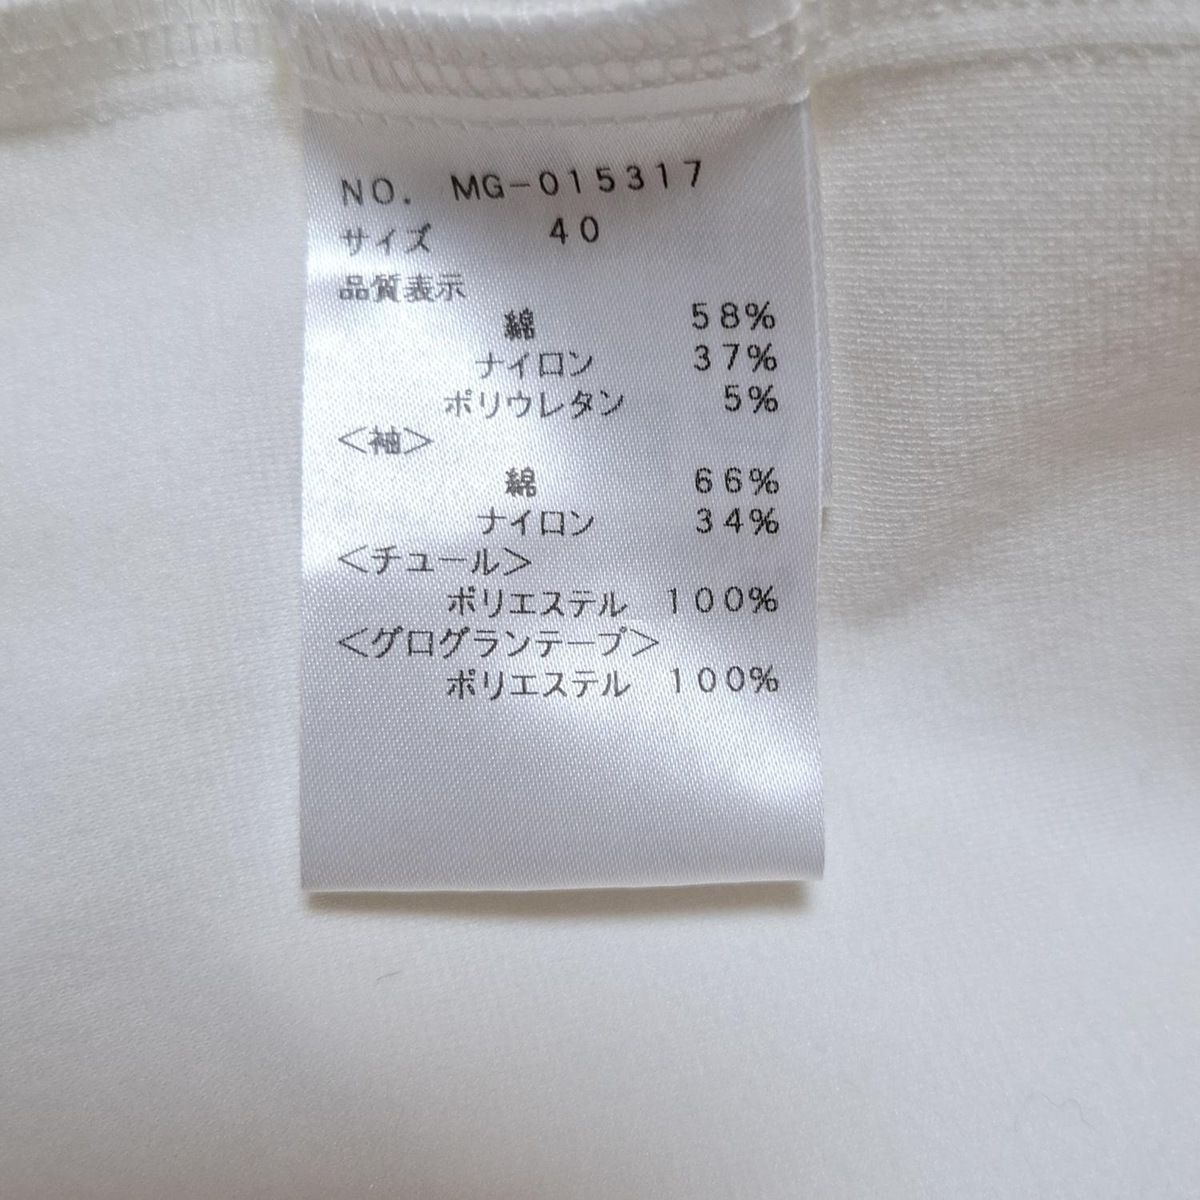 NO. MG-015317
サイズ 40
品質表示
綿 58%
ナイロン 37%
ポリウレタン 5%
<袖>
綿 66%
ナイロン 34%
<チュール>
ポリエステル 100%
<グログランテープ>
ポリエステル 100%